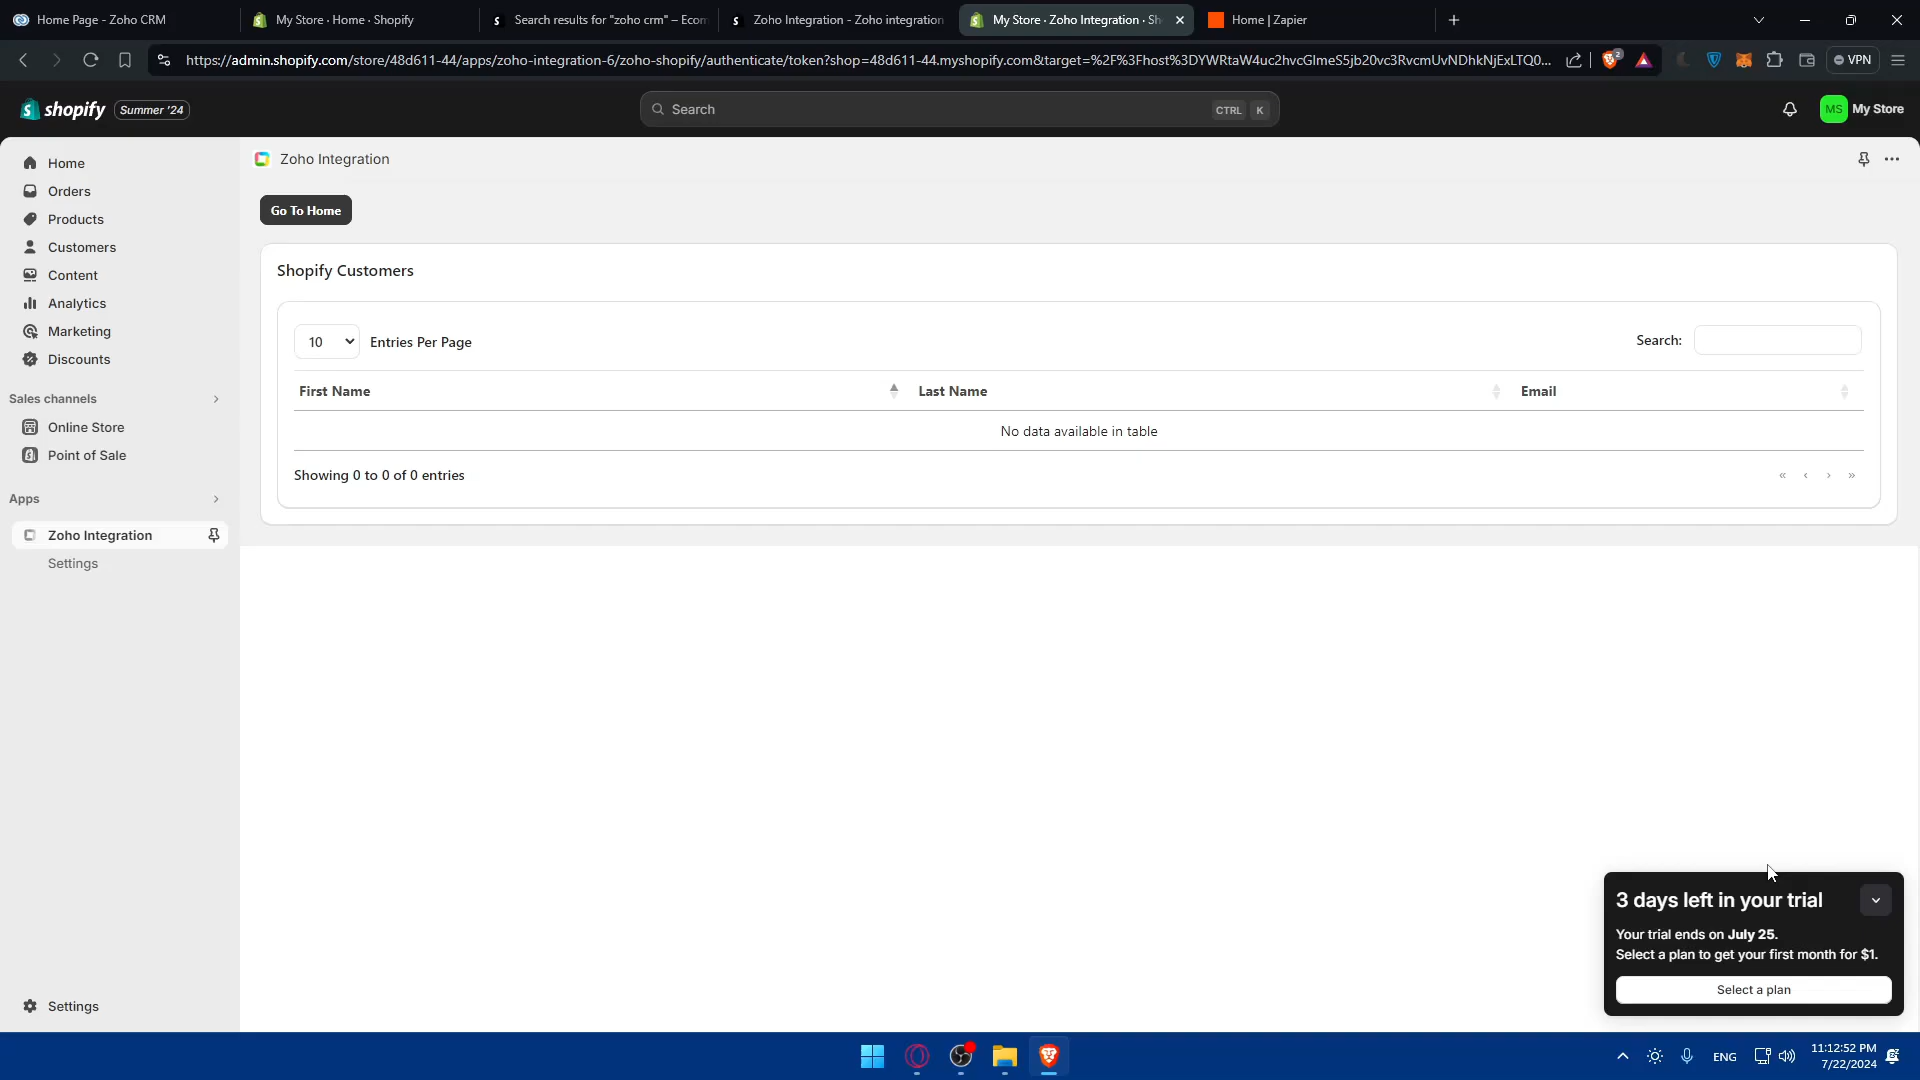 Home Page - Zoho CRM
My Store · Home · Shopify
Search results for "zoho crm" – Ecom
Zoho Integration - Zoho integration
My Store · Zoho Integration · Sh
Home | Zapier
https://admin.shopify.com/store/48d611-44/apps/zoho-integration-6/zoho-shopify/authenticate/token?shop=48d611-44.myshopify.com&target=%2F%3Fhost%3DYWRtaW4uc2hvcGlmeS5jb20vc3RvcmUvNDhkNjExLTQ0...
2
VPN
shopify
Summer '24
Search
CTRL K
MS
My Store
Home
Orders
Products
Customers
Content
Analytics
Marketing
Discounts
Sales channels
Online Store
Point of Sale
Apps
Zoho Integration
Settings
Settings
Zoho Integration
Go To Home
Shopify Customers
10
Entries Per Page
Search:
First Name
Last Name
Email
No data available in table
Showing 0 to 0 of 0 entries
« ‹ › »
3 days left in your trial
Your trial ends on July 25.
Select a plan to get your first month for $1.
Select a plan
ENG
11:12:52 PM
7/22/2024